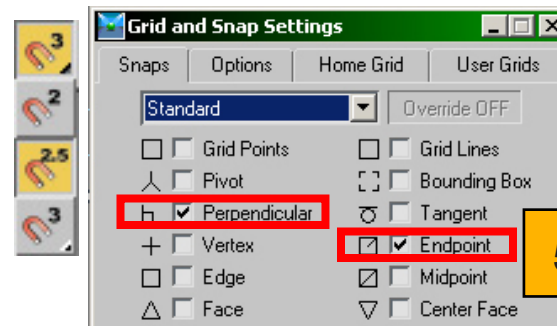 3
2
2.5
3
Grid and Snap Settings
Snaps Options Home Grid User Grids
Standard Override OFF
Grid Points Grid Lines
Pivot Bounding Box
Perpendicular Tangent
Vertex Endpoint
Edge Midpoint
Face Center Face
5